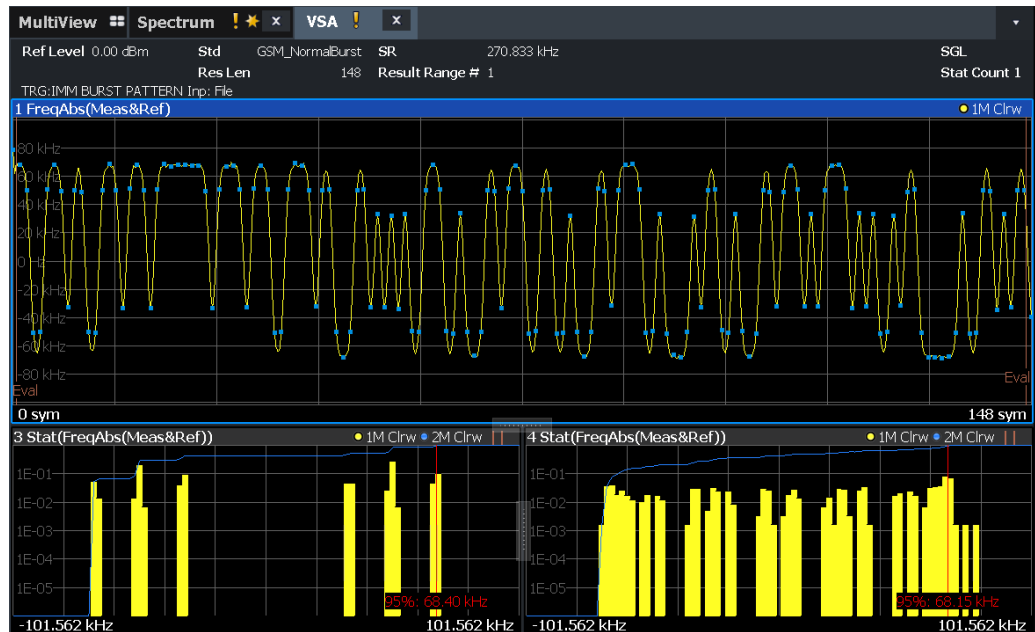 MultiView Spectrum ! x VSA ! x
Ref Level 0.00 dBm Std GSM_NormalBurst SR 270.833 kHz SGL
Res Len 148 Result Range # 1 Stat Count 1
TRG:IMM BURST PATTERN Inp: File
1 FreqAbs(Meas&Ref) 1M Clrw
80 kHz
60 kHz
40 kHz
20 kHz
0 Hz
-20 kHz
-40 kHz
-60 kHz
-80 kHz
Eval Eval
0 sym 148 sym
3 Stat(FreqAbs(Meas&Ref)) 1M Clrw 2M Clrw
1E-01
1E-02
1E-03
1E-04
1E-05
95%: 68.40 kHz
-101.562 kHz 101.562 kHz
4 Stat(FreqAbs(Meas&Ref)) 1M Clrw 2M Clrw
1E-01
1E-02
1E-03
1E-04
1E-05
95%: 68.15 kHz
-101.562 kHz 101.562 kHz